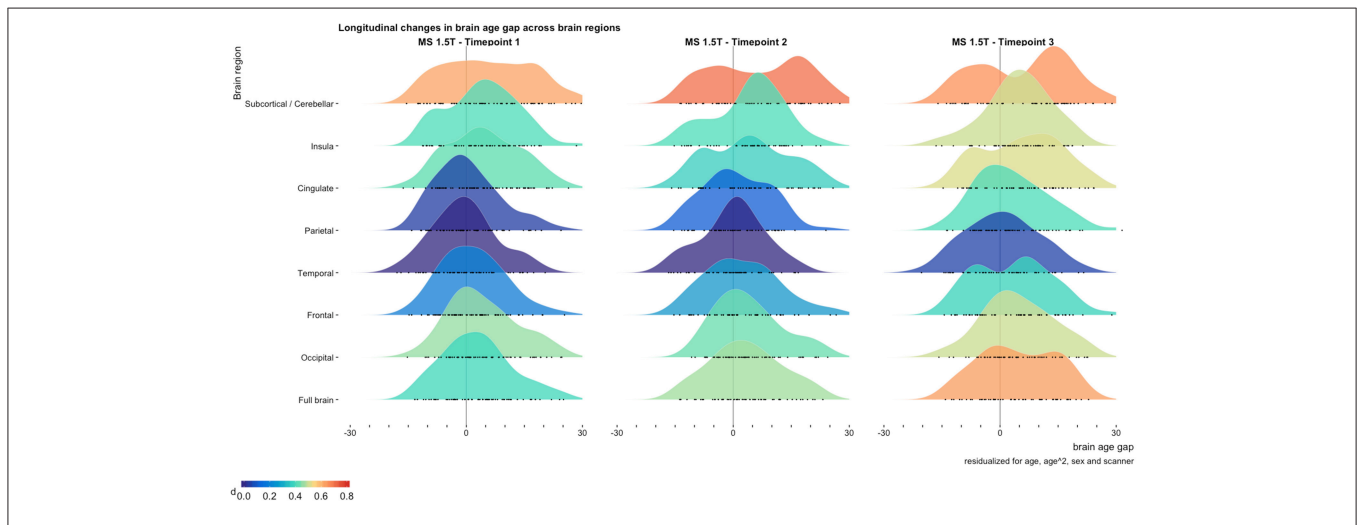 Longitudinal changes in brain age gap across brain regions
MS 1.5T - Timepoint 1
MS 1.5T - Timepoint 2
MS 1.5T - Timepoint 3
Brain region
Subcortical / Cerebellar
Insula
Cingulate
Parietal
Temporal
Frontal
Occipital
Full brain
-30 0 30
-30 0 30
-30 0 30
brain age gap
residualized for age, age^2, sex and scanner
d
0.0 0.2 0.4 0.6 0.8